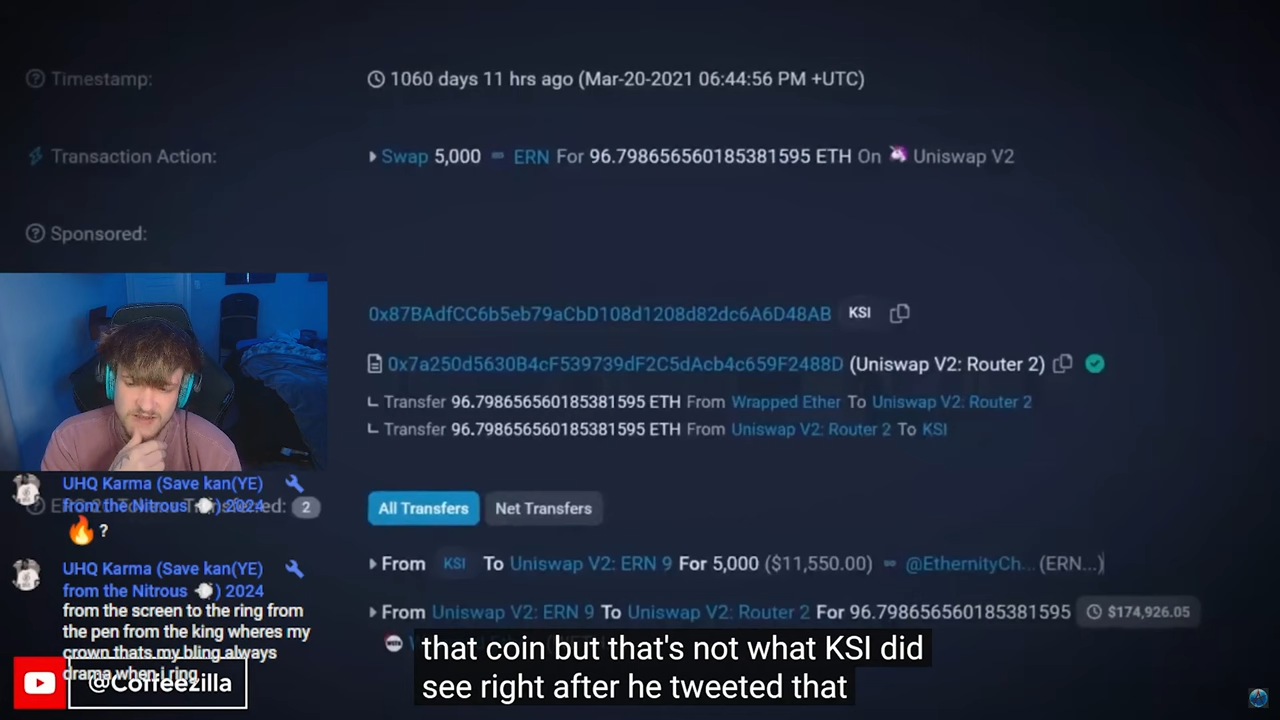 Timestamp:
1060 days 11 hrs ago (Mar-20-2021 06:44:56 PM +UTC)
Transaction Action:
Swap 5,000 ERN For 96.798656560185381595 ETH On Uniswap V2
Sponsored:
0x87BAdfCC6b5eb79aCbD108d1208d82dc6A6D48AB KSI
0x7a250d5630B4cF539739dF2C5dAcb4c659F2488D (Uniswap V2: Router 2)
Transfer 96.798656560185381595 ETH From Wrapped Ether To Uniswap V2: Router 2
Transfer 96.798656560185381595 ETH From Uniswap V2: Router 2 To KSI
UHQ Karma (Save kan(YE)
from the Nitrous ) 2024
?
2
All Transfers Net Transfers
From KSI To Uniswap V2: ERN 9 For 5,000 ($11,550.00) @EthernityCh... (ERN...)
UHQ Karma (Save kan(YE)
from the Nitrous ) 2024
from the screen to the ring from
the pen from the king wheres my
crown thats my bling always
drama when i ring
From Uniswap V2: ERN 9 To Uniswap V2: Router 2 For 96.798656560185381595 $174,926.05
@Coffeezilla
that coin but that's not what KSI did
see right after he tweeted that